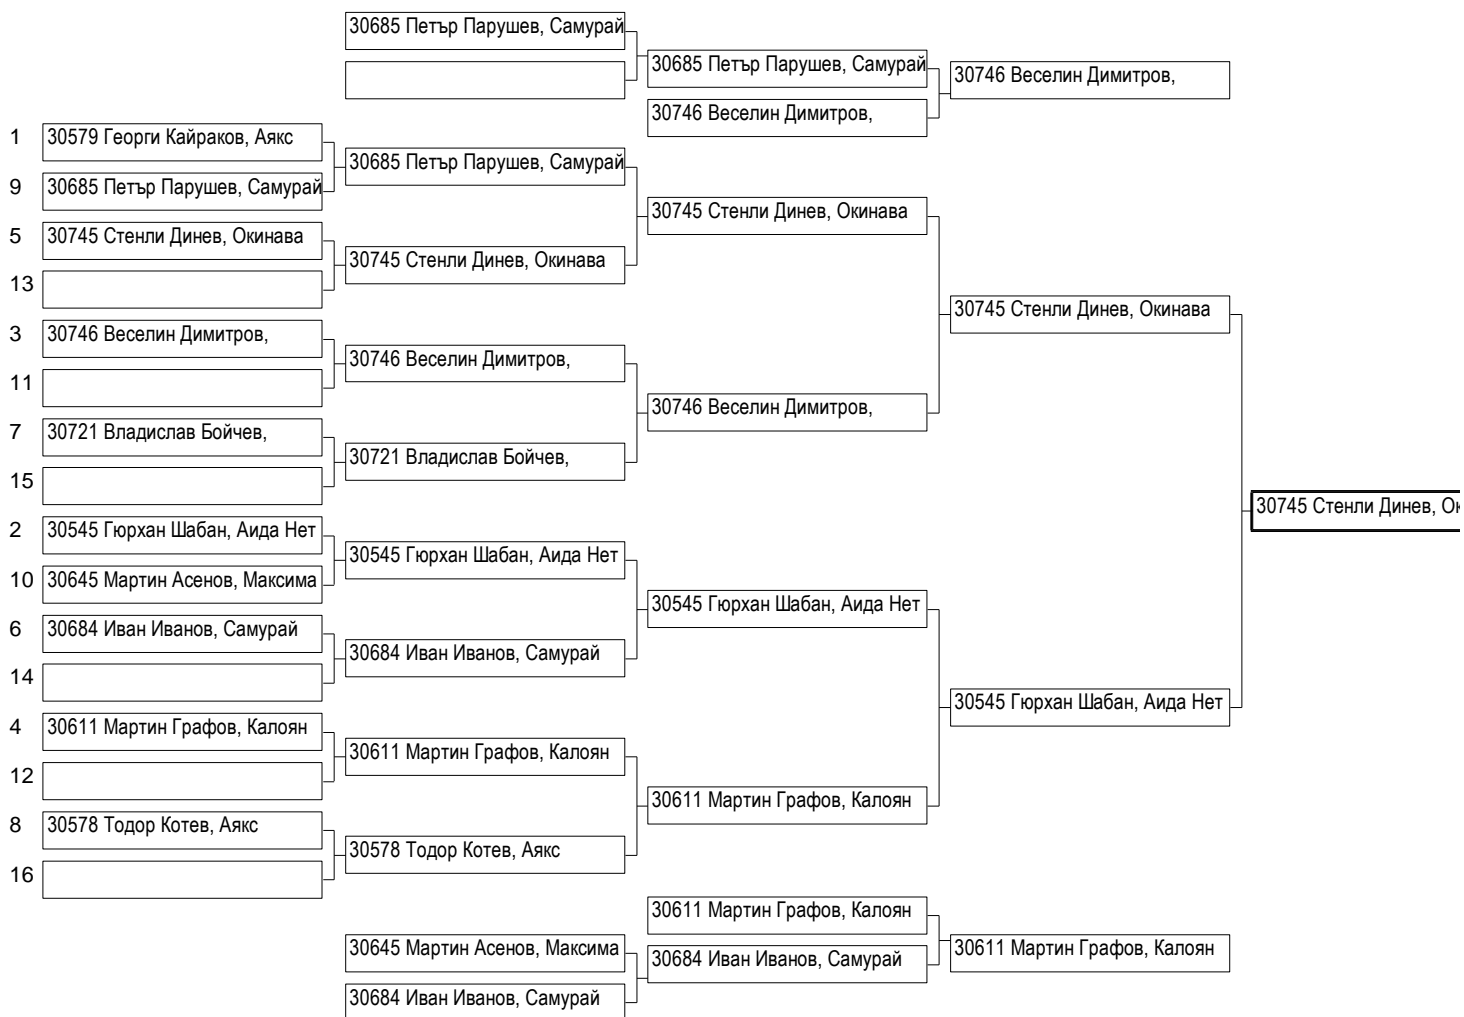 30685 Петър Парушев, Самурай
30685 Петър Парушев, Самурай
30746 Веселин Димитров,
30746 Веселин Димитров,
1 30579 Георги Кайраков, Аякс
30685 Петър Парушев, Самурай
9 30685 Петър Парушев, Самурай
30745 Стенли Динев, Окинава
5 30745 Стенли Динев, Окинава
30745 Стенли Динев, Окинава
13
30745 Стенли Динев, Окинава
3 30746 Веселин Димитров,
30746 Веселин Димитров,
11
30746 Веселин Димитров,
7 30721 Владислав Бойчев,
30721 Владислав Бойчев,
15
30745 Стенли Динев, Ок
2 30545 Гюрхан Шабан, Аида Нет
30545 Гюрхан Шабан, Аида Нет
10 30645 Мартин Асенов, Максима
30545 Гюрхан Шабан, Аида Нет
6 30684 Иван Иванов, Самурай
30684 Иван Иванов, Самурай
14
30545 Гюрхан Шабан, Аида Нет
4 30611 Мартин Графов, Калоян
30611 Мартин Графов, Калоян
12
30611 Мартин Графов, Калоян
8 30578 Тодор Котев, Аякс
30578 Тодор Котев, Аякс
16
30611 Мартин Графов, Калоян
30645 Мартин Асенов, Максима
30684 Иван Иванов, Самурай
30611 Мартин Графов, Калоян
30684 Иван Иванов, Самурай